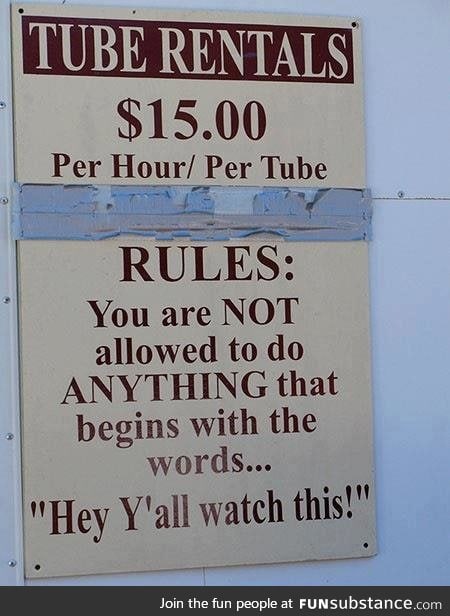 TUBE RENTALS
$15.00
Per Hour/ Per Tube
RULES:
You are NOT
allowed to do
ANYTHING that
begins with the
words...
"Hey Y'all watch this!"
Join the fun people at FUNsubstance.com